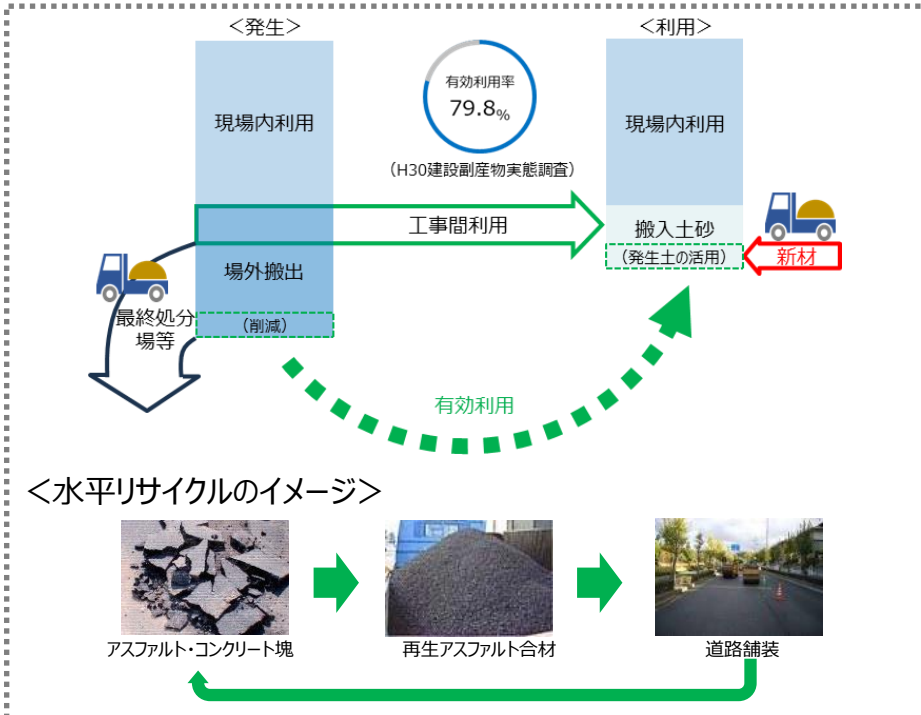 ＜発生＞
＜利用＞
有効利用率
79.8%
（H30建設副産物実態調査）
現場内利用
現場内利用
工事間利用
搬入土砂
（発生土の活用）
新材
場外搬出
最終処分
場等
（削減）
有効利用
＜水平リサイクルのイメージ＞
アスファルト・コンクリート塊
再生アスファルト合材
道路舗装